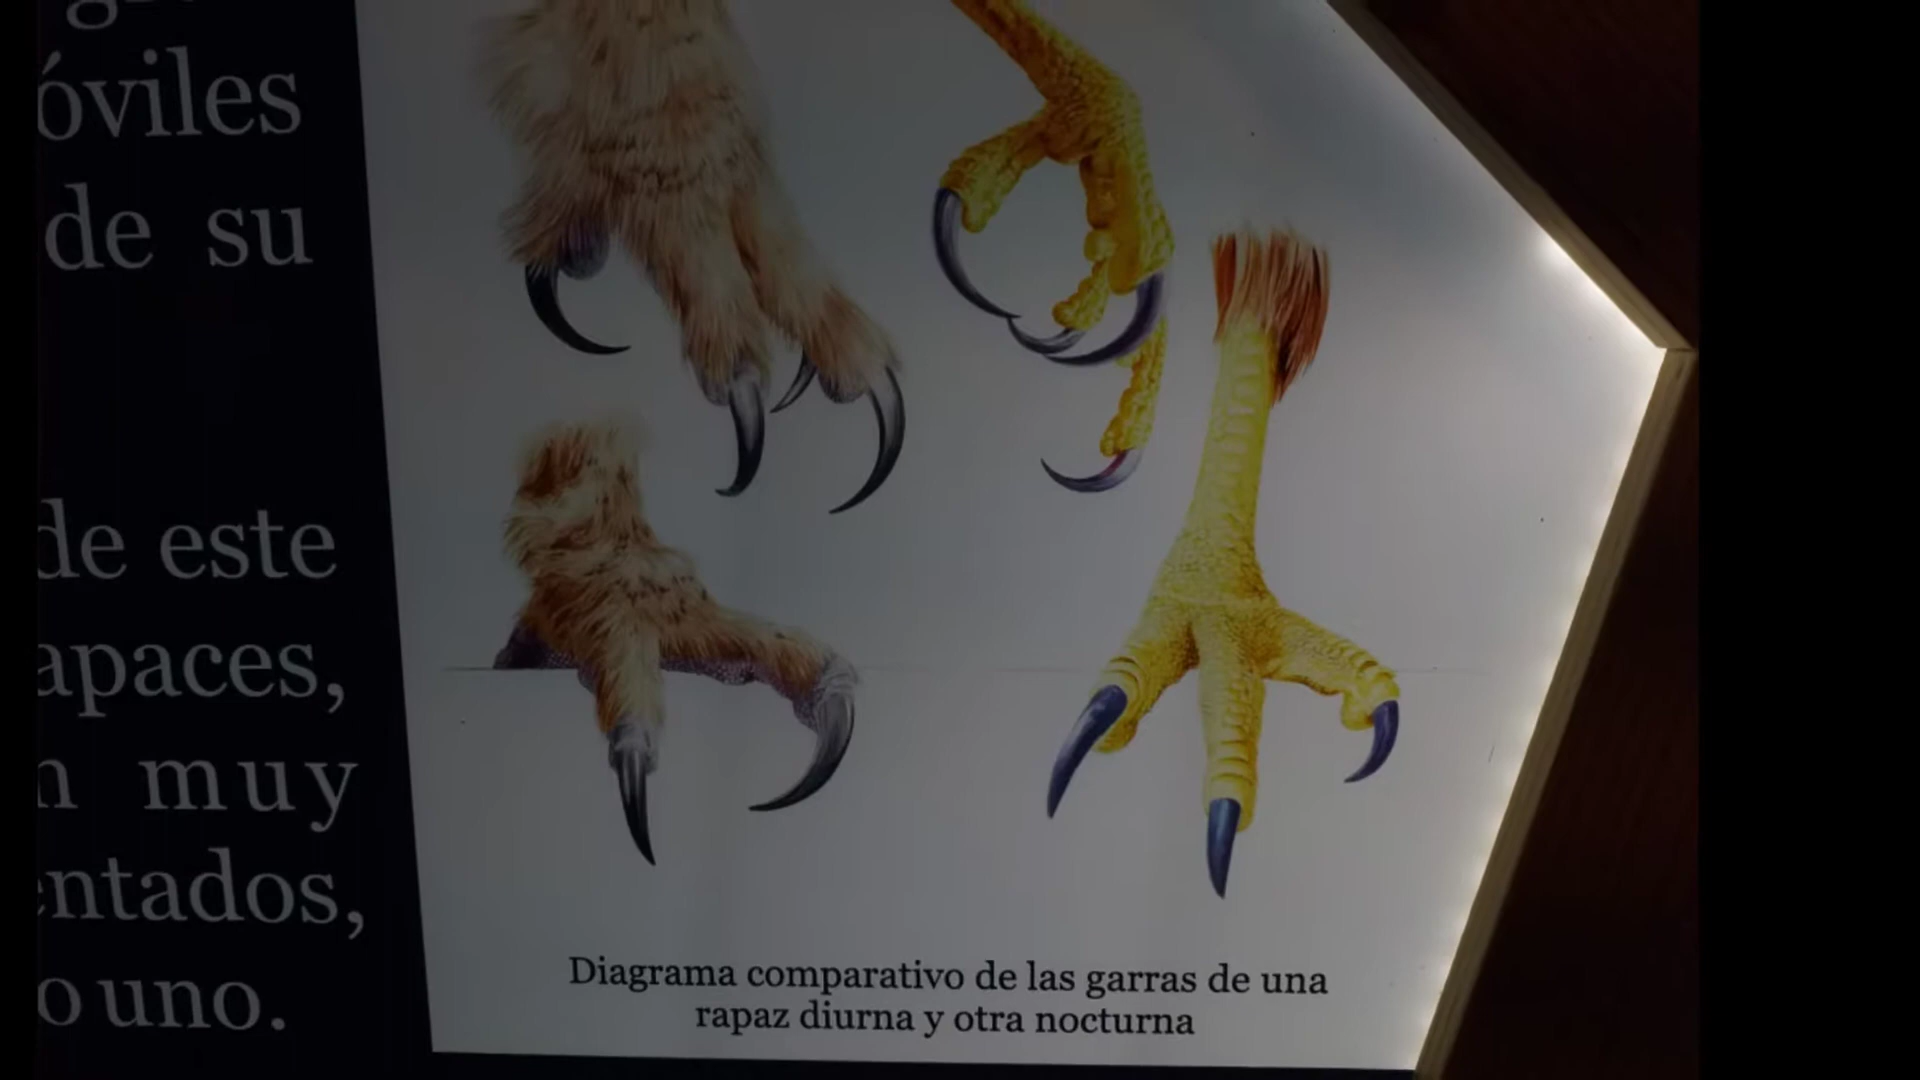 óviles
de su
de este
apaces,
n muy
entados,
o uno.
Diagrama comparativo de las garras de una
rapaz diurna y otra nocturna